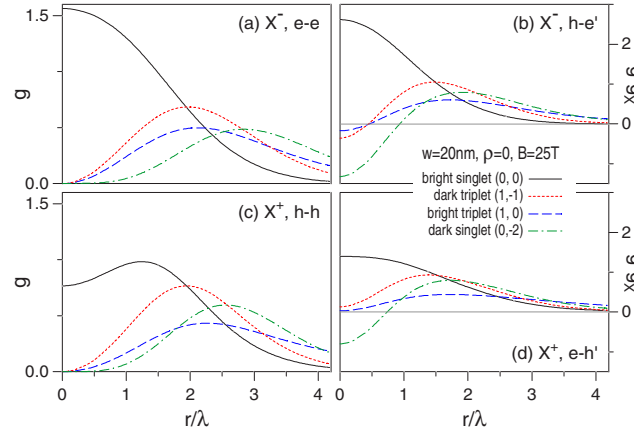 (a) X⁻, e-e
(b) X⁻, h-e'
1.5
g
0.0
2
0
w=20nm, ρ=0, B=25T
bright singlet (0, 0)
dark triplet (1,-1)
bright triplet (1, 0)
dark singlet (0,-2)
(c) X⁺, h-h
(d) X⁺, e-h'
1.5
g
0.0
2
0
0 1 2 3 4
0 1 2 3 4
r/λ
r/λ